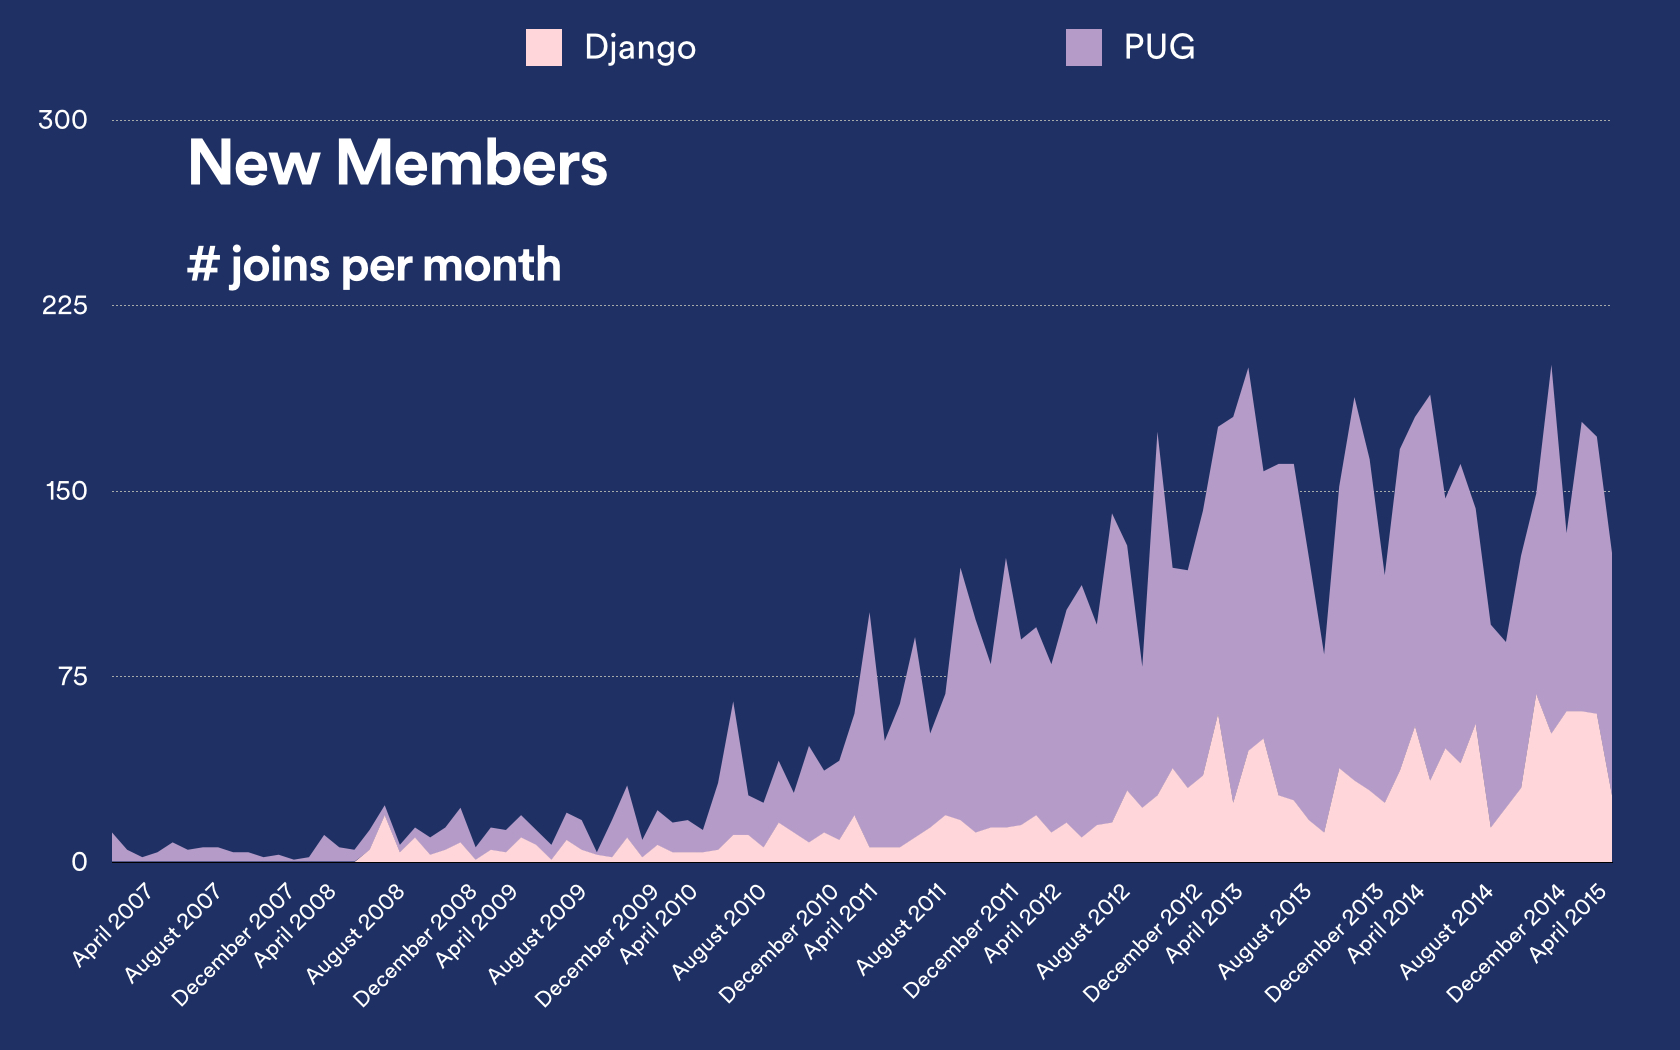 Django
PUG
300
New Members
# joins per month
225
150
75
0
April 2007
August 2007
December 2007
April 2008
August 2008
December 2008
April 2009
August 2009
December 2009
April 2010
August 2010
December 2010
April 2011
August 2011
December 2011
April 2012
August 2012
December 2012
April 2013
August 2013
December 2013
April 2014
August 2014
December 2014
April 2015